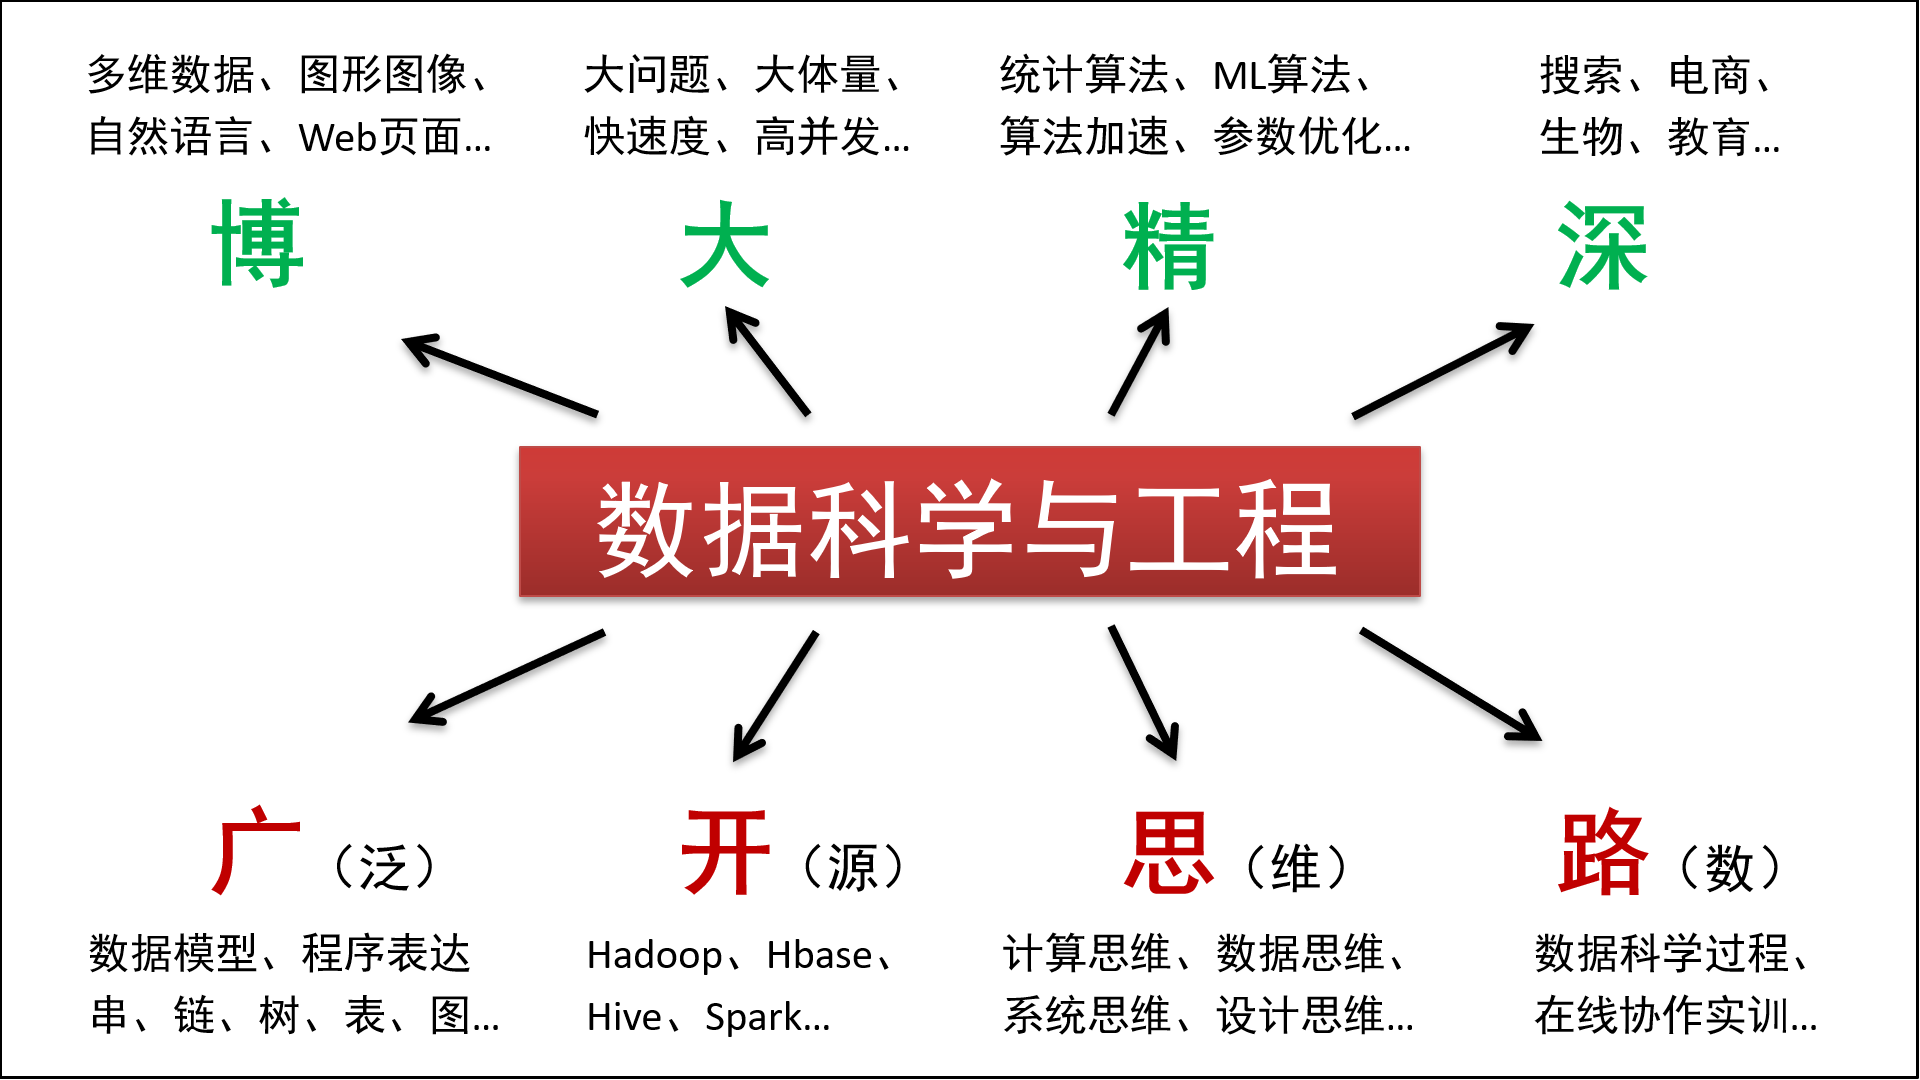 多维数据、图形图像、
自然语言、Web页面...
大问题、大体量、
快速度、高并发...
统计算法、ML算法、
算法加速、参数优化...
搜索、电商、
生物、教育...
博
大
精
深
数据科学与工程
广（泛）
开（源）
思（维）
路（数）
数据模型、程序表达
串、链、树、表、图...
Hadoop、Hbase、
Hive、Spark...
计算思维、数据思维、
系统思维、设计思维...
数据科学过程、
在线协作实训...